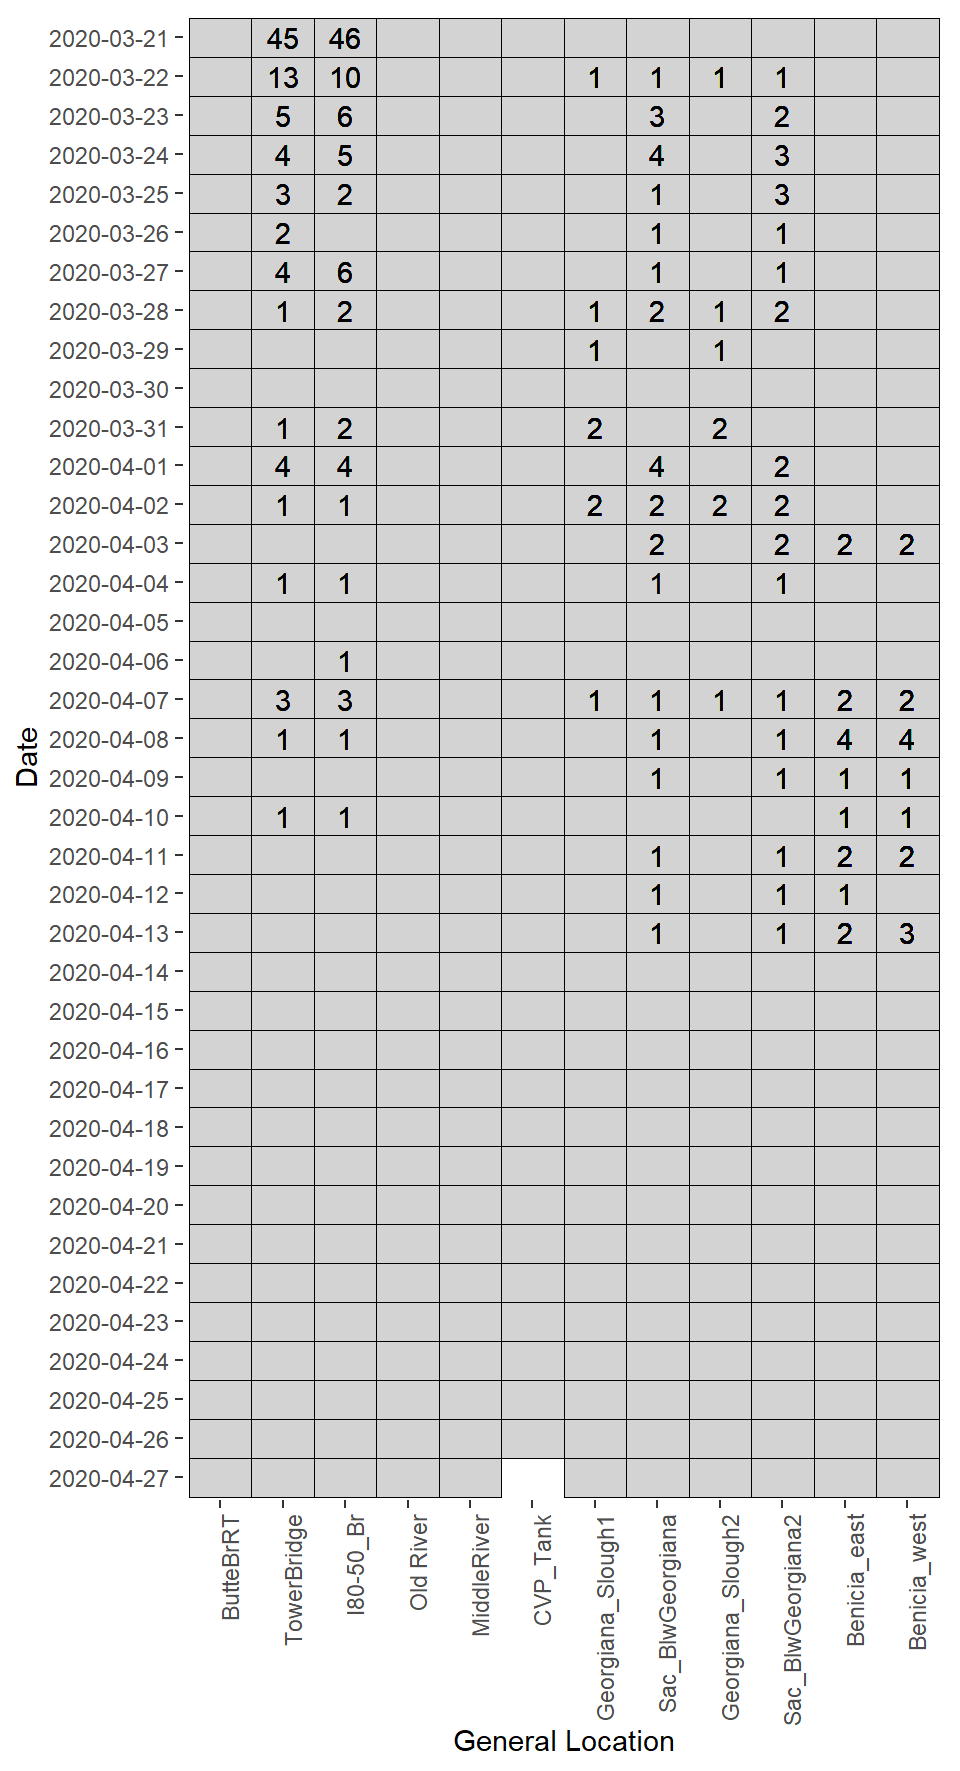 2020-03-21 45 46
2020-03-22 13 10 1 1 1 1
2020-03-23 5 6 3 2
2020-03-24 4 5 4 3
2020-03-25 3 2 1 3
2020-03-26 2 1 1
2020-03-27 4 6 1 1
2020-03-28 1 2 1 2 1 2
2020-03-29 1 1
2020-03-30
2020-03-31 1 2 2 2
2020-04-01 4 4 4 2
2020-04-02 1 1 2 2 2 2
2020-04-03 2 2 2 2
2020-04-04 1 1 1 1
2020-04-05
2020-04-06 1
2020-04-07 3 3 1 1 1 1 2 2
2020-04-08 1 1 1 1 4 4
2020-04-09 1 1 1 1
2020-04-10 1 1 1 1
2020-04-11 1 1 2 2
2020-04-12 1 1 1
2020-04-13 1 1 2 3
2020-04-14
2020-04-15
2020-04-16
2020-04-17
2020-04-18
2020-04-19
2020-04-20
2020-04-21
2020-04-22
2020-04-23
2020-04-24
2020-04-25
2020-04-26
2020-04-27
Date
ButteBrRT
TowerBridge
I80-50_Br
Old River
MiddleRiver
CVP_Tank
Georgiana_Slough1
Sac_BlwGeorgiana
Georgiana_Slough2
Sac_BlwGeorgiana2
Benicia_east
Benicia_west
General Location